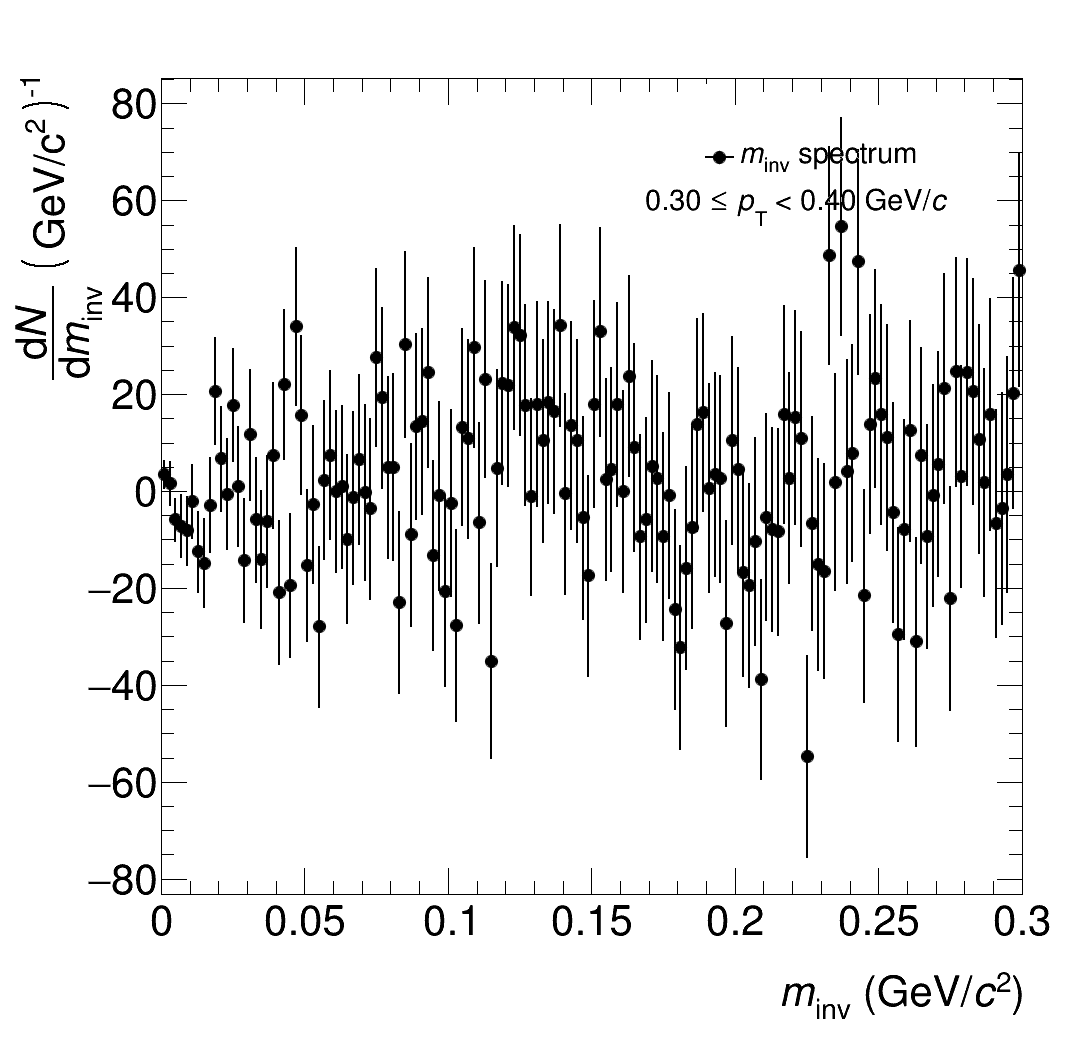 dN
dm_inv
( GeV/c² )⁻¹
80
60
40
20
0
−20
−40
−60
−80
m_inv spectrum
0.30 ≤ p_T < 0.40 GeV/c
0 0.05 0.1 0.15 0.2 0.25 0.3
m_inv (GeV/c²)